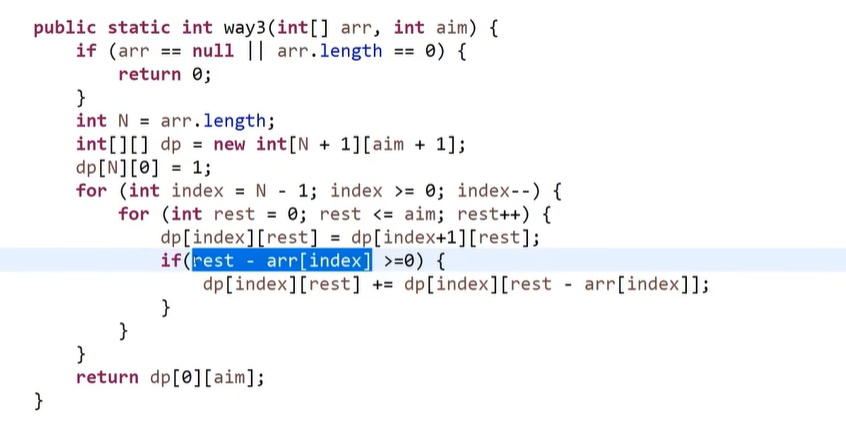 public static int way3(int[] arr, int aim) {
if (arr == null || arr.length == 0) {
return 0;
}
int N = arr.length;
int[][] dp = new int[N + 1][aim + 1];
dp[N][0] = 1;
for (int index = N - 1; index >= 0; index--) {
for (int rest = 0; rest <= aim; rest++) {
dp[index][rest] = dp[index+1][rest];
if(rest - arr[index] >=0) {
dp[index][rest] += dp[index][rest - arr[index]];
}
}
}
return dp[0][aim];
}